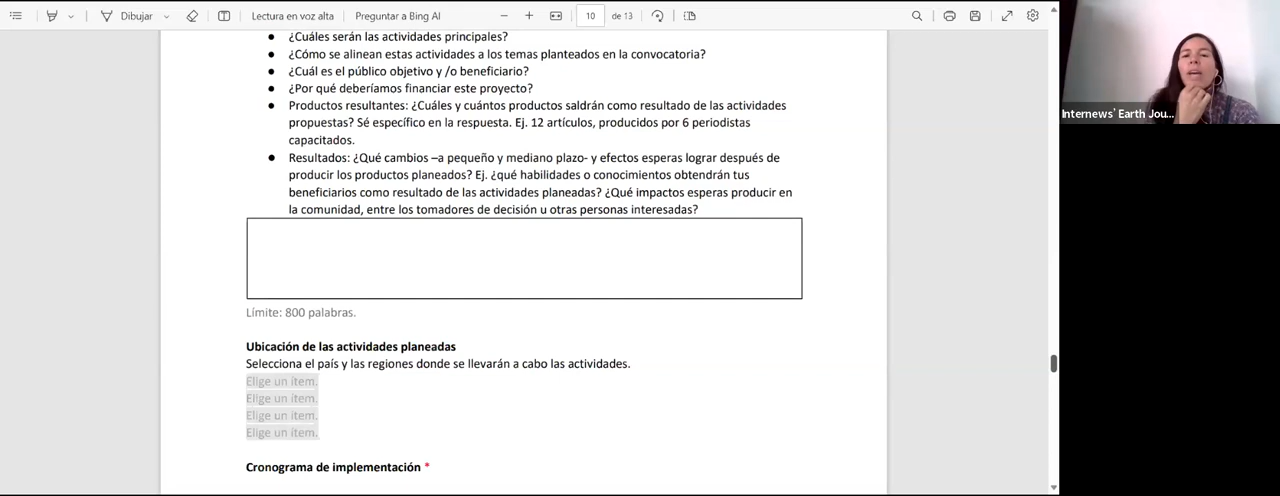 Dibujar Lectura en voz alta Preguntar a Bing AI 10 de 13
● ¿Cuáles serán las actividades principales?
● ¿Cómo se alinean estas actividades a los temas planteados en la convocatoria?
● ¿Cuál es el público objetivo y /o beneficiario?
● ¿Por qué deberíamos financiar este proyecto?
● Productos resultantes: ¿Cuáles y cuántos productos saldrán como resultado de las actividades
propuestas? Sé específico en la respuesta. Ej. 12 artículos, producidos por 6 periodistas
capacitados.
● Resultados: ¿Qué cambios –a pequeño y mediano plazo- y efectos esperas lograr después de
producir los productos planeados? Ej. ¿qué habilidades o conocimientos obtendrán tus
beneficiarios como resultado de las actividades planeadas? ¿Qué impactos esperas producir en
la comunidad, entre los tomadores de decisión u otras personas interesadas?
Límite: 800 palabras.
Ubicación de las actividades planeadas
Selecciona el país y las regiones donde se llevarán a cabo las actividades.
Elige un ítem.
Elige un ítem.
Elige un ítem.
Elige un ítem.
Cronograma de implementación *
Internews' Earth Jou...